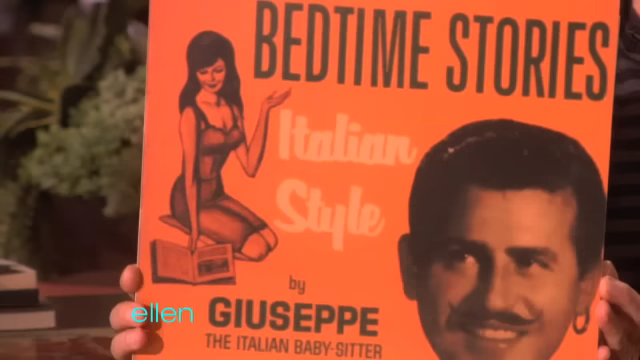 BEDTIME STORIES
Italian
Style
by
GIUSEPPE
THE ITALIAN BABY-SITTER
ellen